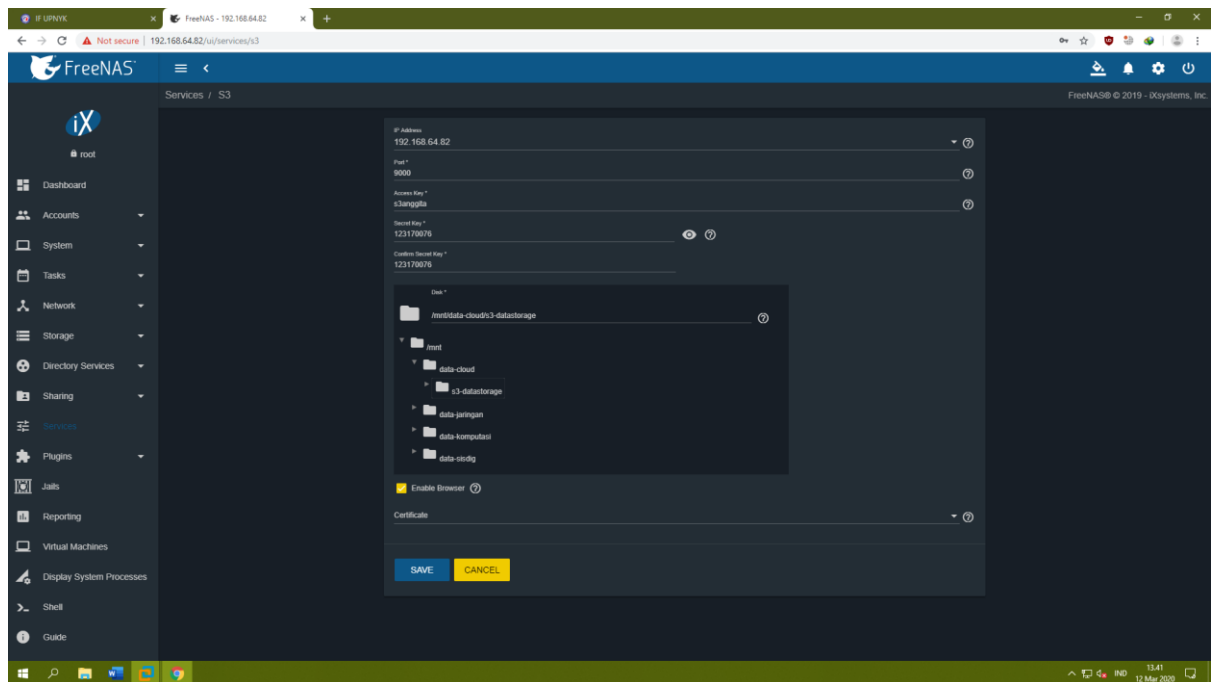 IF UPNYK
FreeNAS - 192.168.64.82
Not secure | 192.168.64.82/ui/services/s3
FreeNAS
Services / S3
FreeNAS® © 2019 - iXsystems, Inc.
iX
root
Dashboard
Accounts
System
Tasks
Network
Storage
Directory Services
Sharing
Services
Plugins
Jails
Reporting
Virtual Machines
Display System Processes
Shell
Guide
IP Address
192.168.64.82
Port *
9000
Access Key *
s3anggita
Secret Key *
123170076
Confirm Secret Key *
123170076
Disk *
/mnt/data-cloud/s3-datastorage
/mnt
data-cloud
s3-datastorage
data-jaringan
data-komputasi
data-sisdig
Enable Browser
Certificate
SAVE
CANCEL
IND
13.41
12 Mar 2020